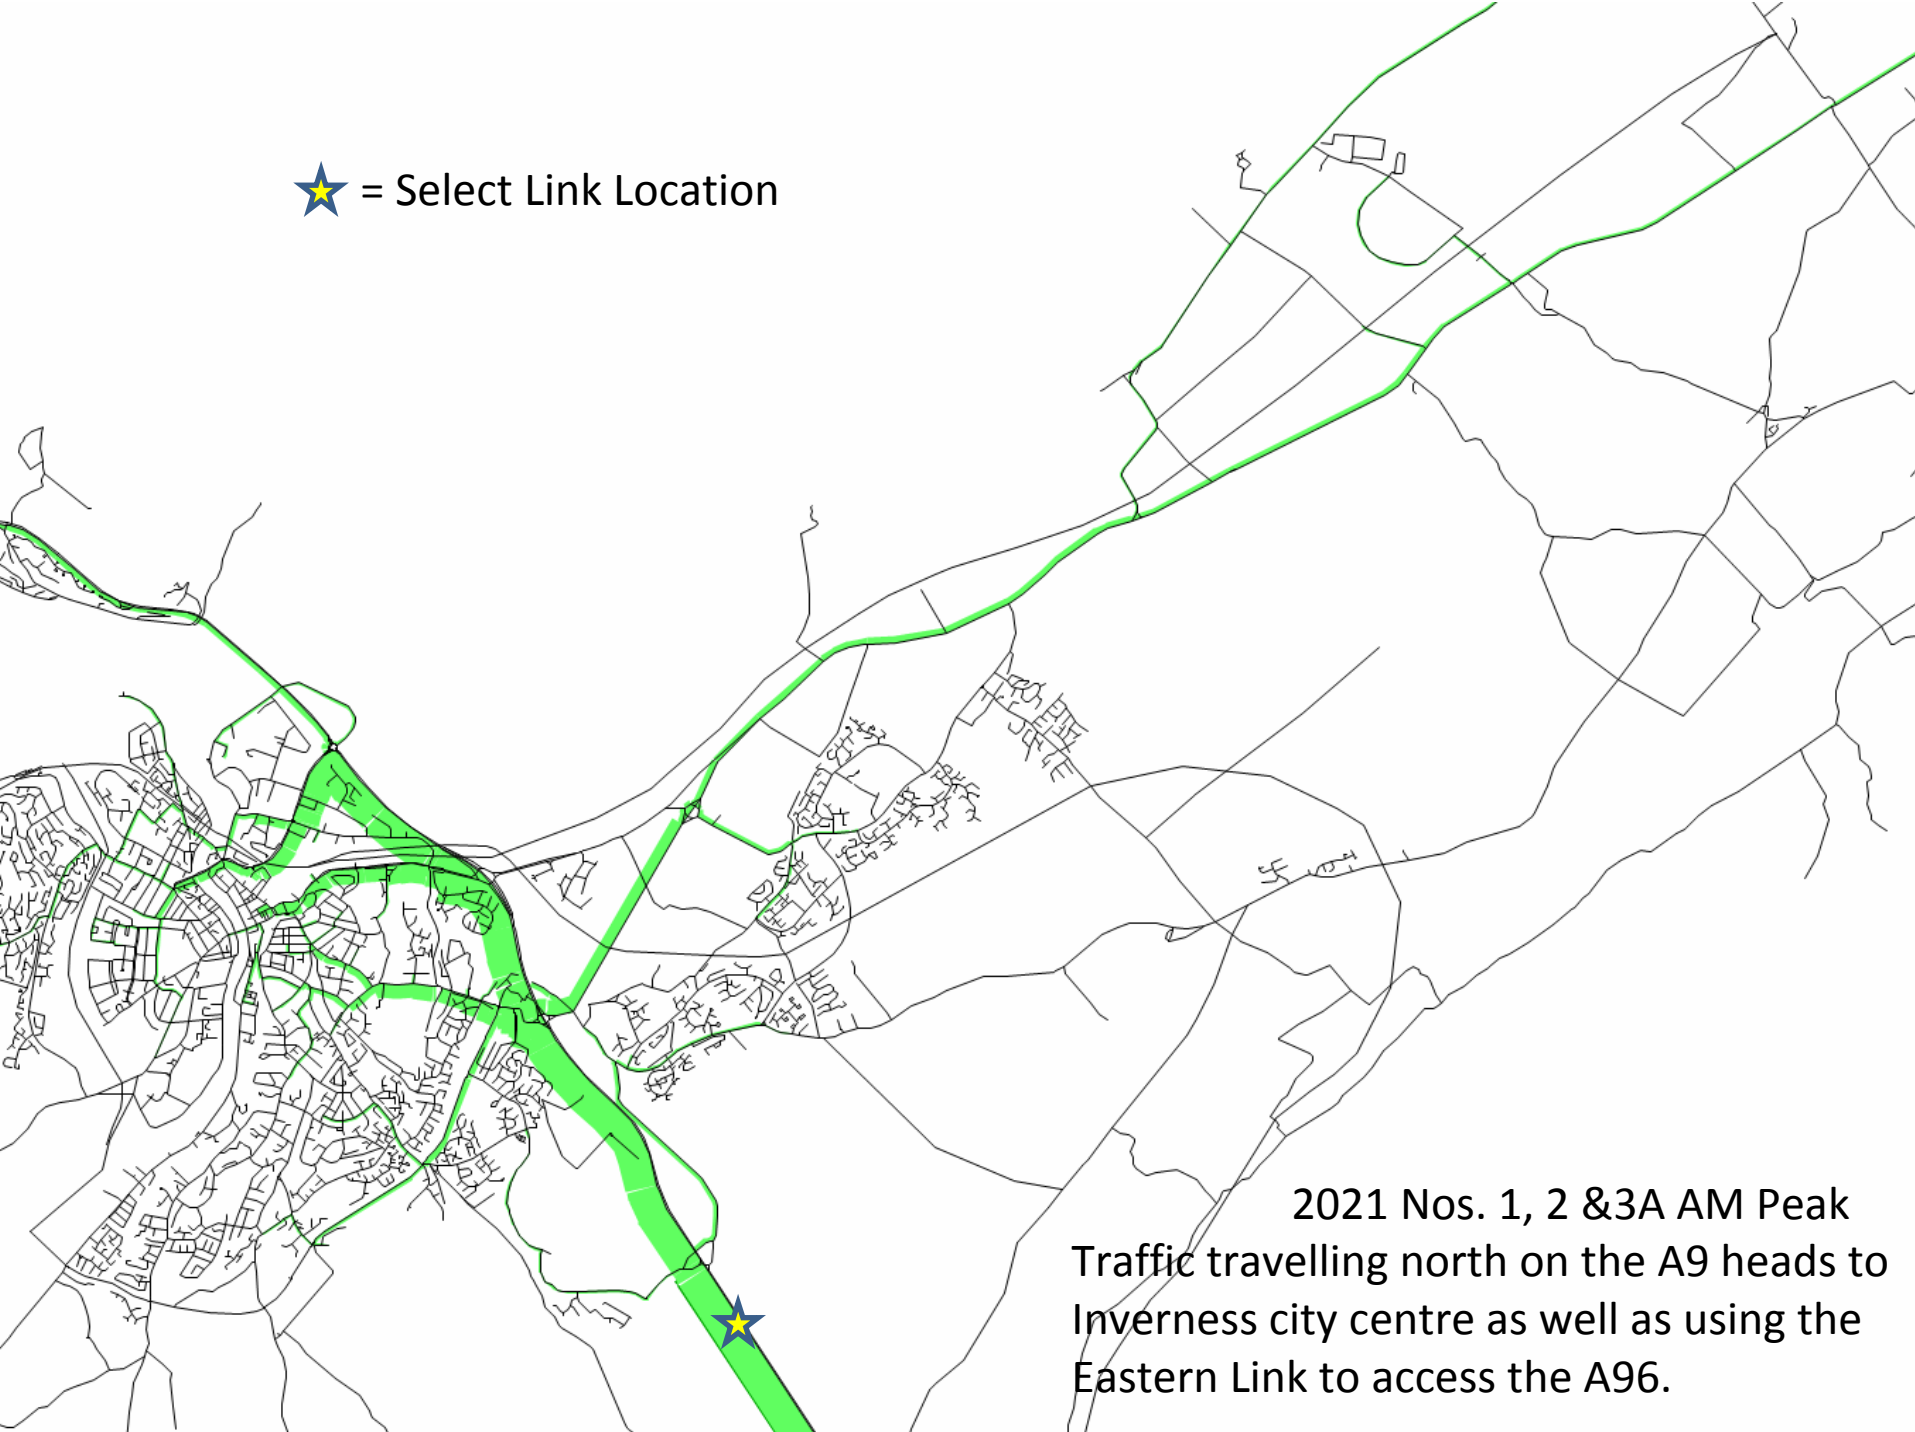 = Select Link Location
2021 Nos. 1, 2 &3A AM Peak
Traffic travelling north on the A9 heads to
Inverness city centre as well as using the
Eastern Link to access the A96.